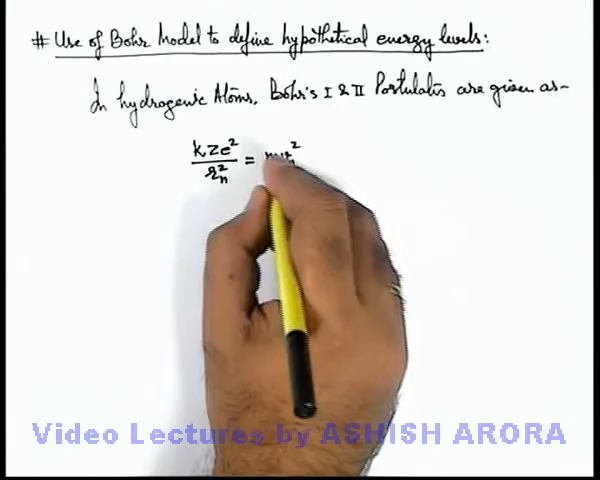 # Use of Bohr Model to define hypothetical energy levels:
In hydrogenic Atoms, Bohr's I & II Postulates are given as-
kZe²
/ rₙ² =
Video Lectures by ASHISH ARORA